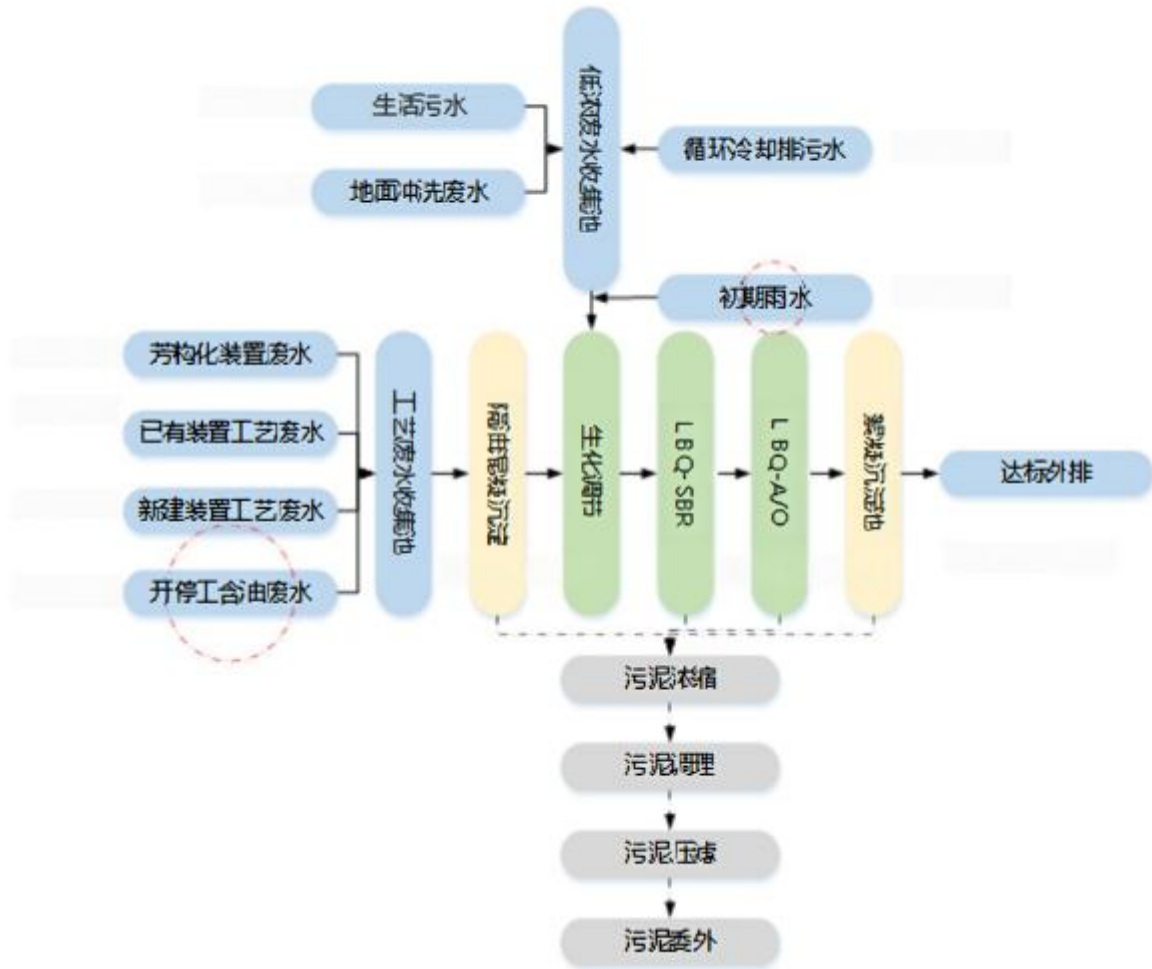 生活污水
地面冲洗废水
低浓废水收集池
循环冷却排污水
初期雨水
芳构化装置废水
已有装置工艺废水
新建装置工艺废水
开停工含油废水
工艺废水收集池
隔油混凝沉淀
生化调节
LBQ-SBR
LBQ-A/O
絮凝沉淀池
达标外排
污泥浓缩
污泥调理
污泥压虑
污泥委外